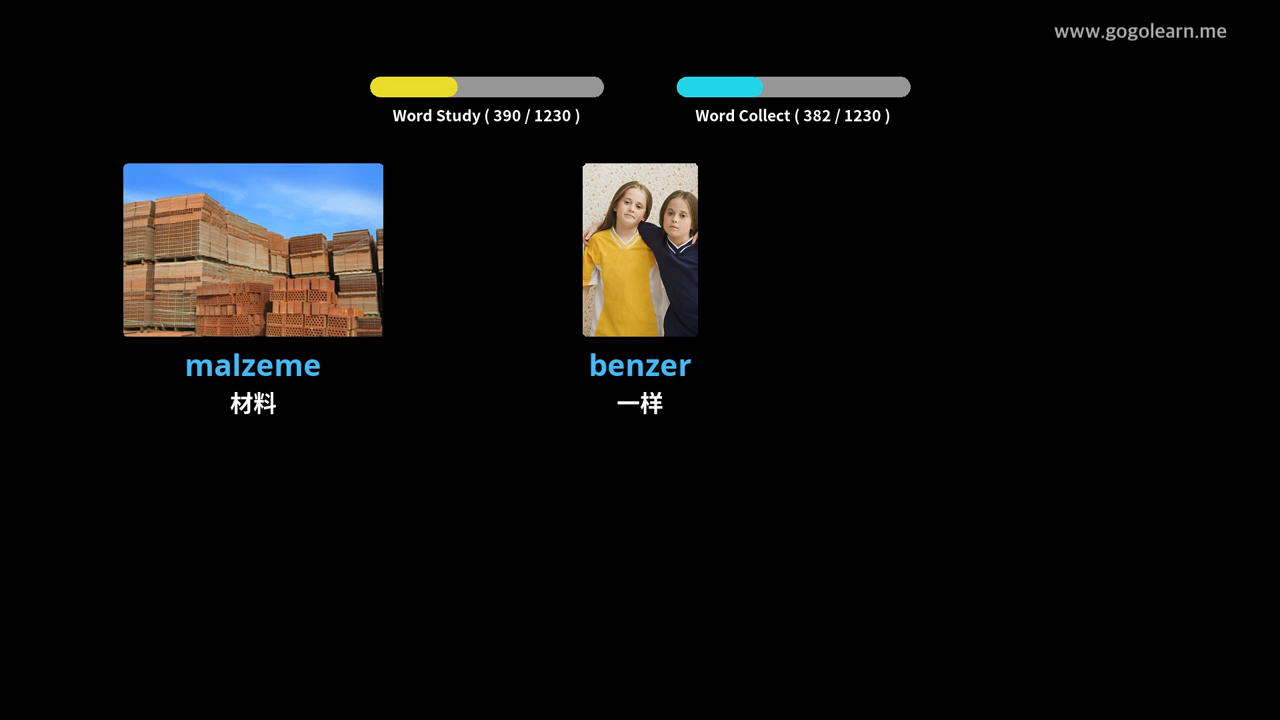 www.gogolearn.me
Word Study ( 390 / 1230 )
Word Collect ( 382 / 1230 )
malzeme
材料
benzer
一样